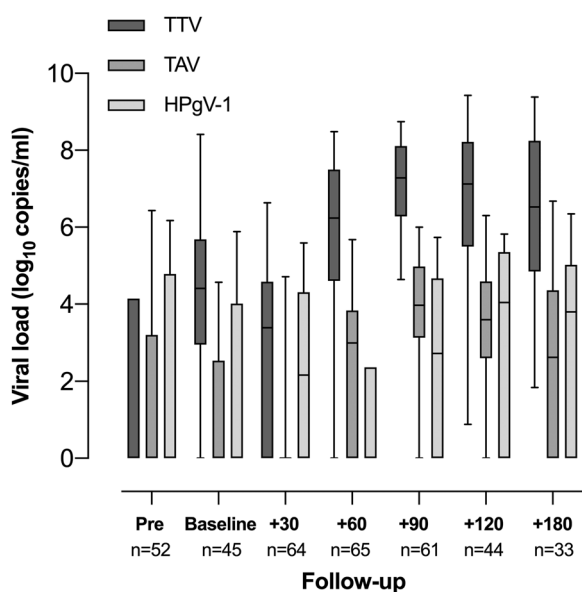 TTV
TAV
HPgV-1
Viral load (log10 copies/ml)
10
8
6
4
2
0
Pre Baseline +30 +60 +90 +120 +180
n=52 n=45 n=64 n=65 n=61 n=44 n=33
Follow-up